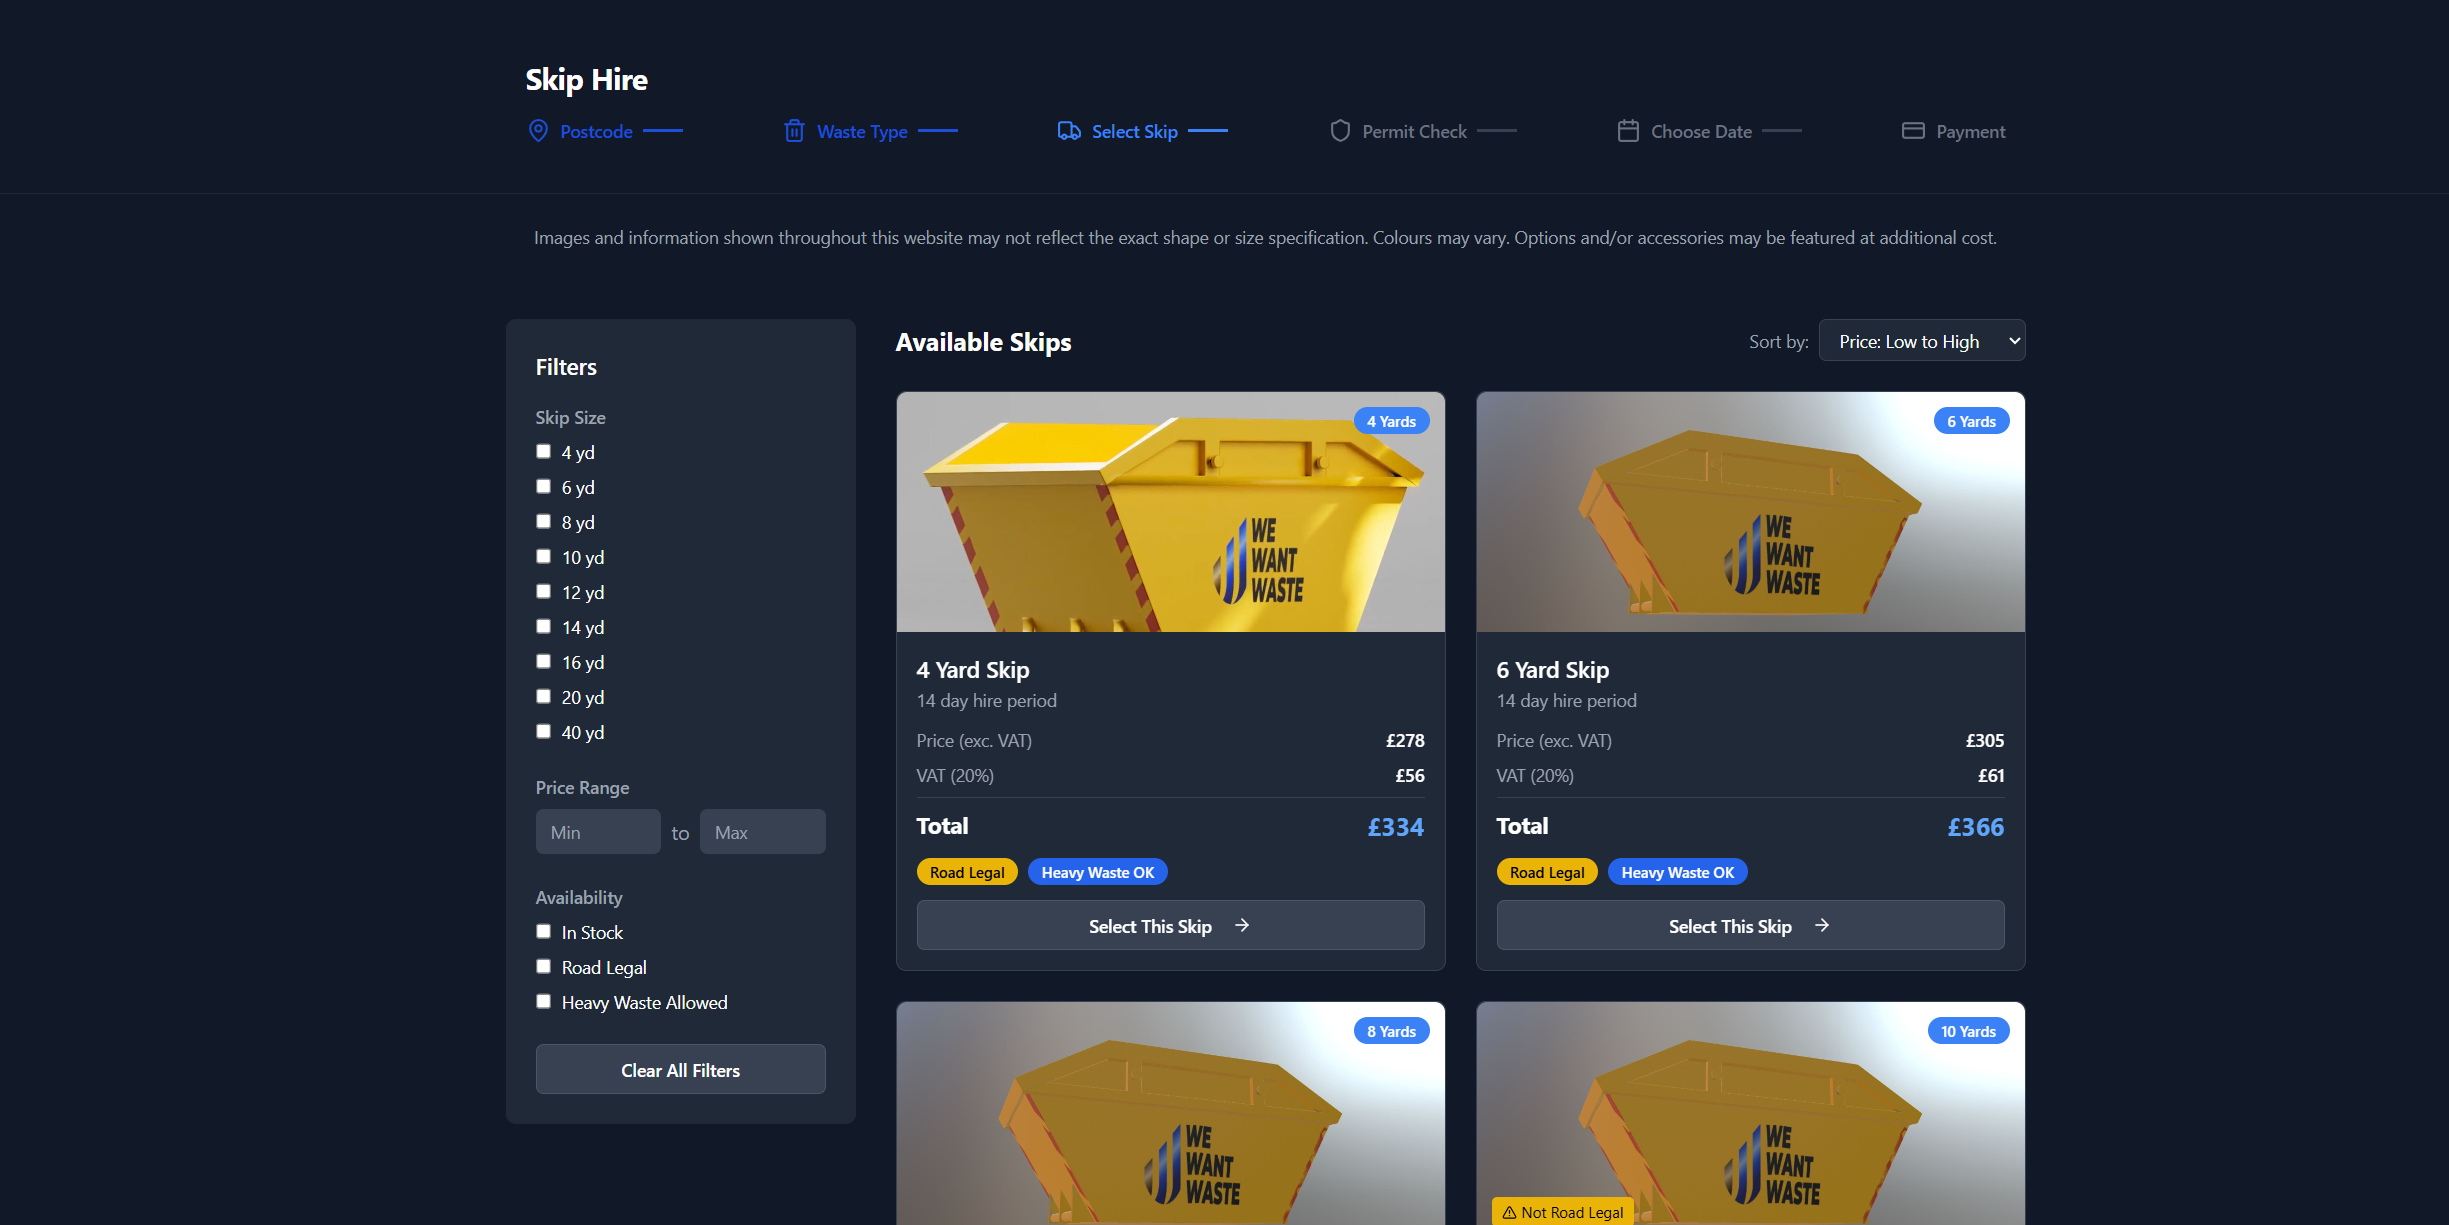 Skip Hire
Postcode
Waste Type
Select Skip
Permit Check
Choose Date
Payment
Images and information shown throughout this website may not reflect the exact shape or size specification. Colours may vary. Options and/or accessories may be featured at additional cost.
Filters
Skip Size
4 yd
6 yd
8 yd
10 yd
12 yd
14 yd
16 yd
20 yd
40 yd
Price Range
Min to Max
Availability
In Stock
Road Legal
Heavy Waste Allowed
Clear All Filters
Available Skips
Sort by: Price: Low to High
4 Yards
WE
WANT
WASTE
4 Yard Skip
14 day hire period
Price (exc. VAT) £278
VAT (20%) £56
Total £334
Road Legal Heavy Waste OK
Select This Skip
6 Yards
WE
WANT
WASTE
6 Yard Skip
14 day hire period
Price (exc. VAT) £305
VAT (20%) £61
Total £366
Road Legal Heavy Waste OK
Select This Skip
8 Yards
WE
WANT
WASTE
10 Yards
WE
WANT
WASTE
Not Road Legal